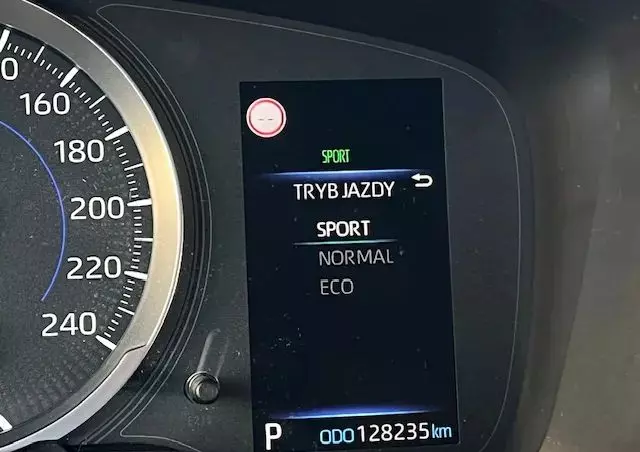 160
180
200
220
240
--
SPORT
TRYB JAZDY
SPORT
NORMAL
ECO
P ODO 128235 km